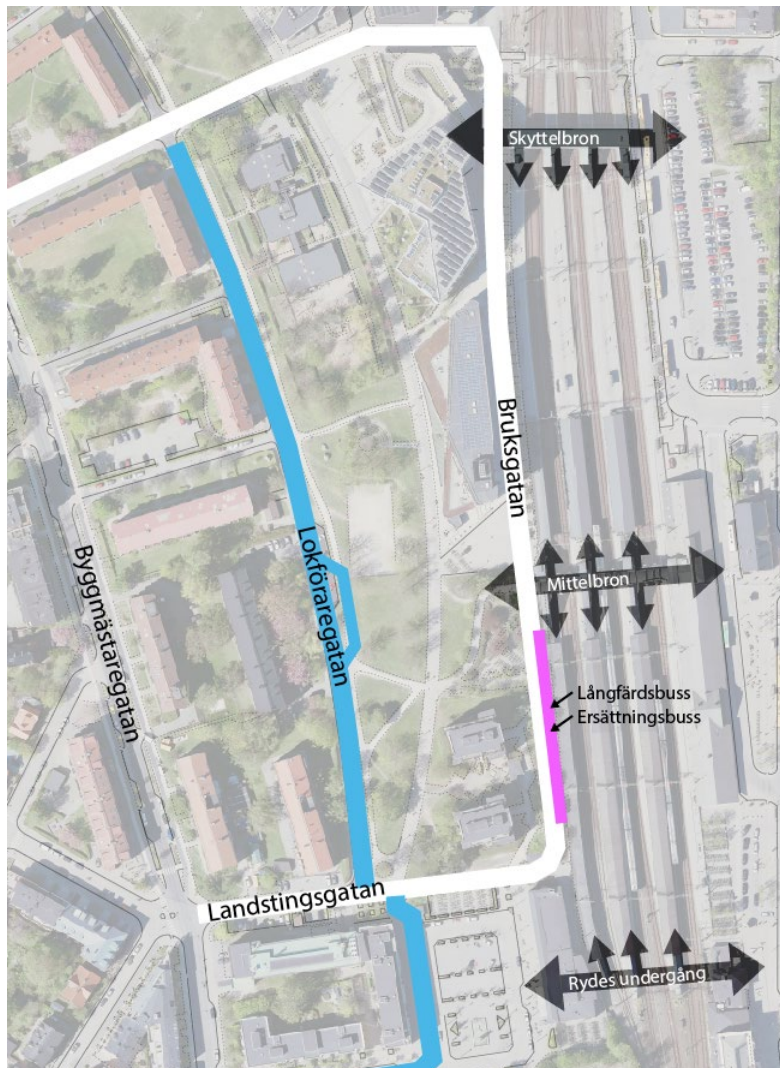 Skyttelbron
Bruksgatan
Lokföraregatan
Byggmästaregatan
Mittelbron
Långfärdsbuss
Ersättningsbuss
Landstingsgatan
Rydes undergång